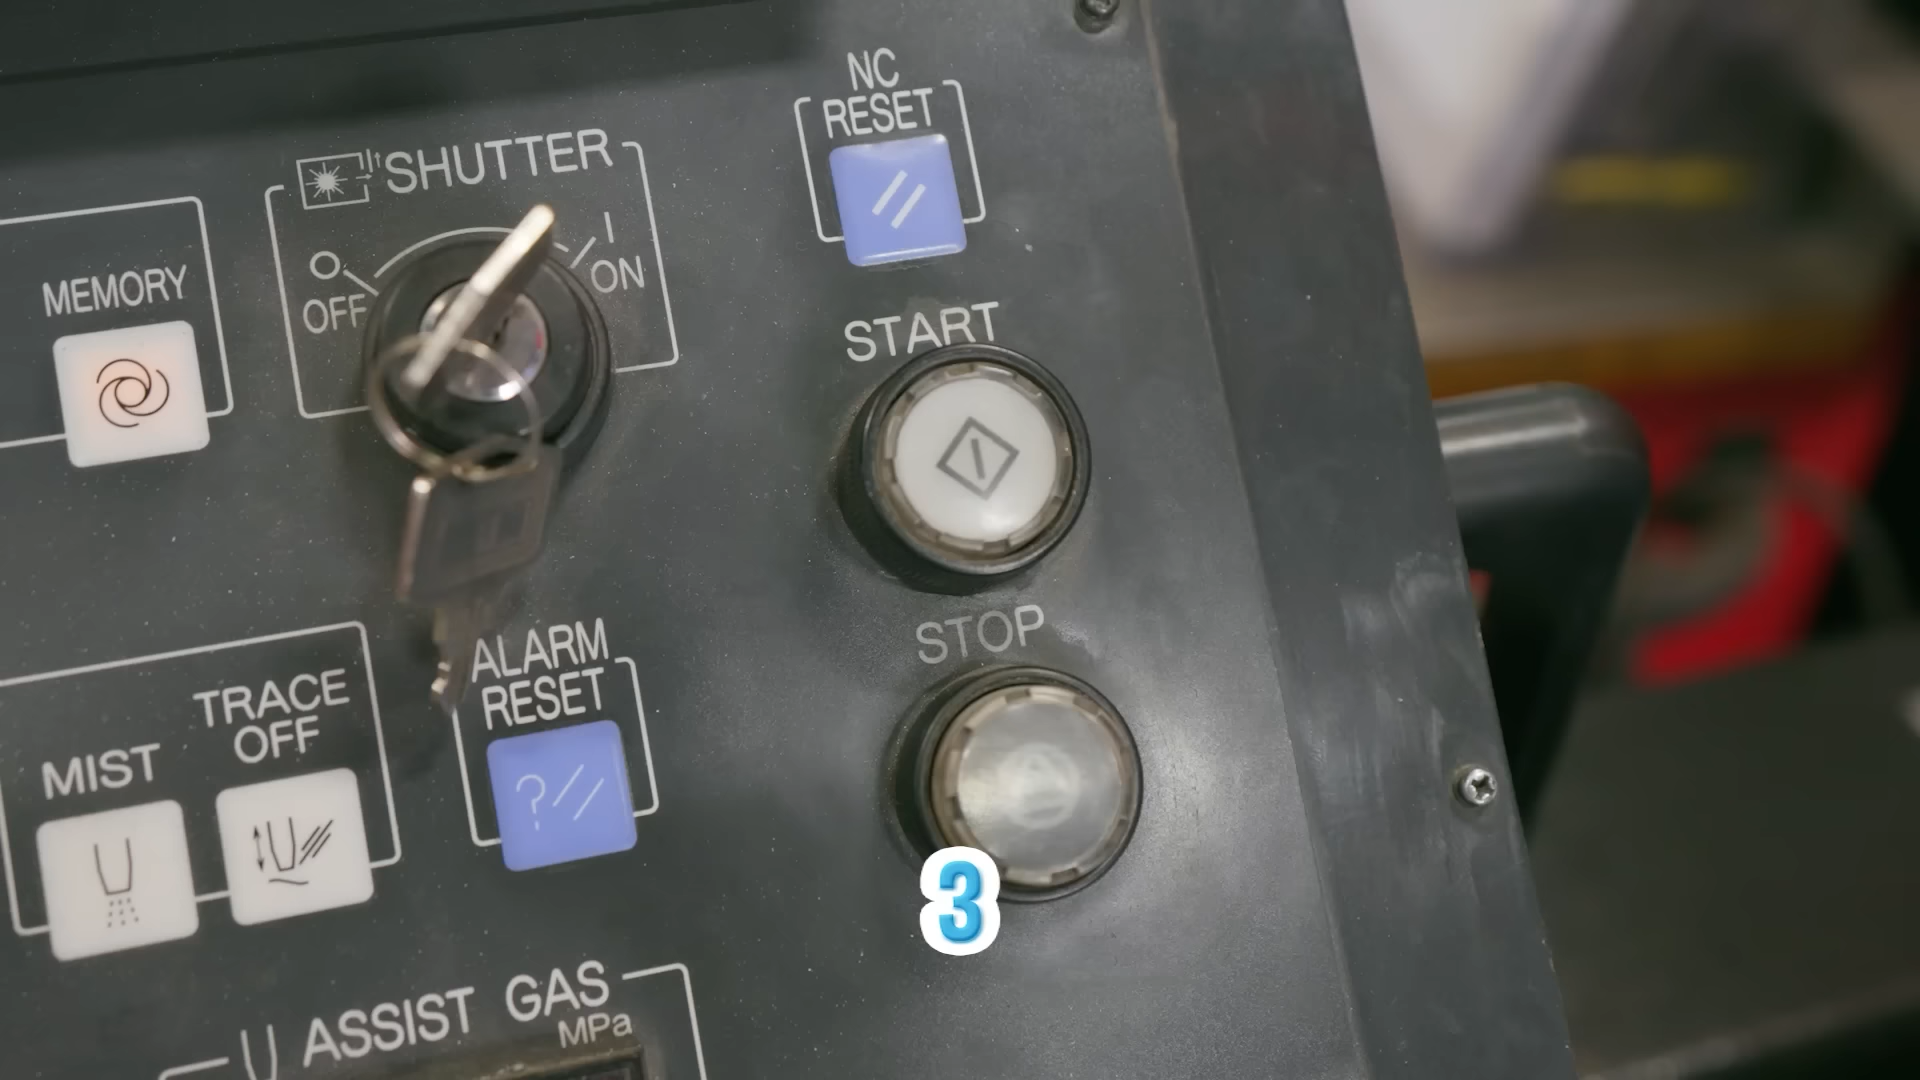 NC
RESET
SHUTTER
OFF
ON
MEMORY
START
STOP
ALARM
RESET
TRACE
OFF
MIST
3
ASSIST GAS
MPa